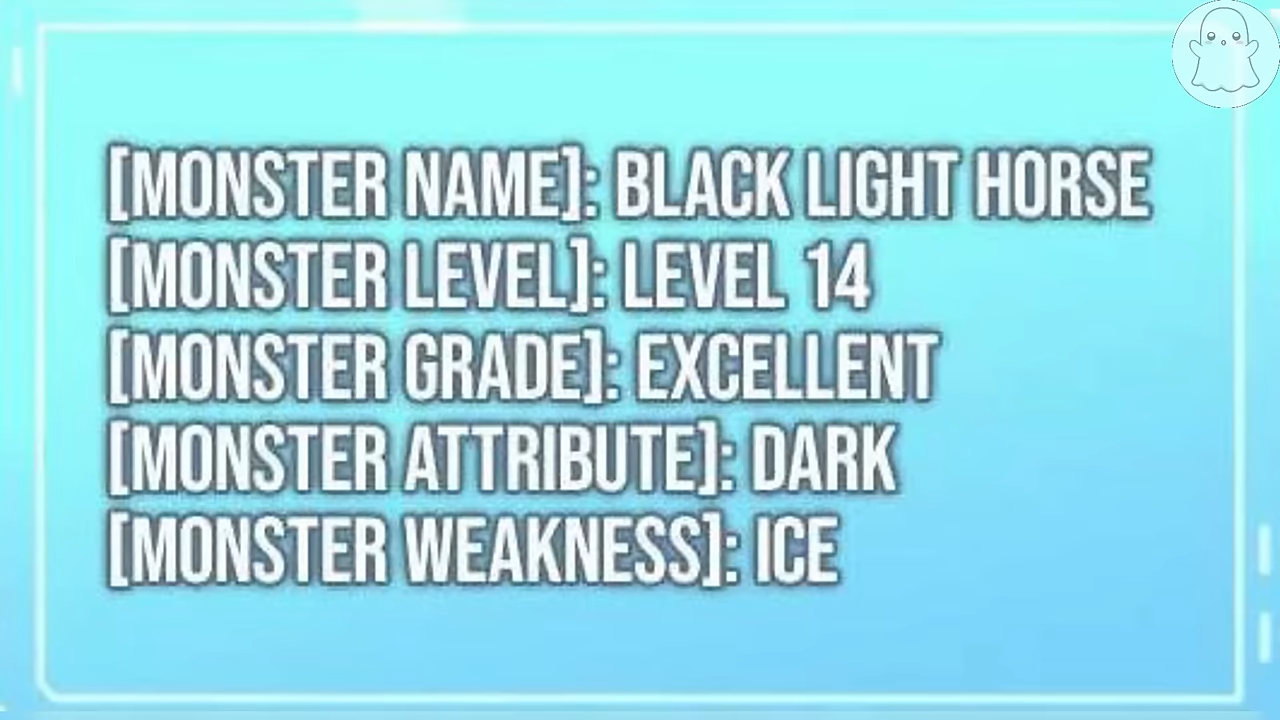 [MONSTER NAME]: BLACK LIGHT HORSE
[MONSTER LEVEL]: LEVEL 14
[MONSTER GRADE]: EXCELLENT
[MONSTER ATTRIBUTE]: DARK
[MONSTER WEAKNESS]: ICE